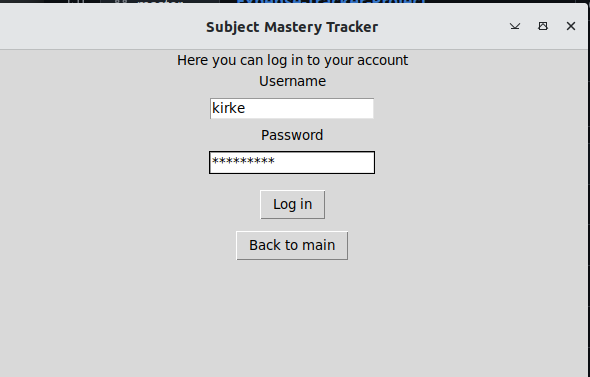 Subject Mastery Tracker
Here you can log in to your account
Username
kirke
Password
*********
Log in
Back to main